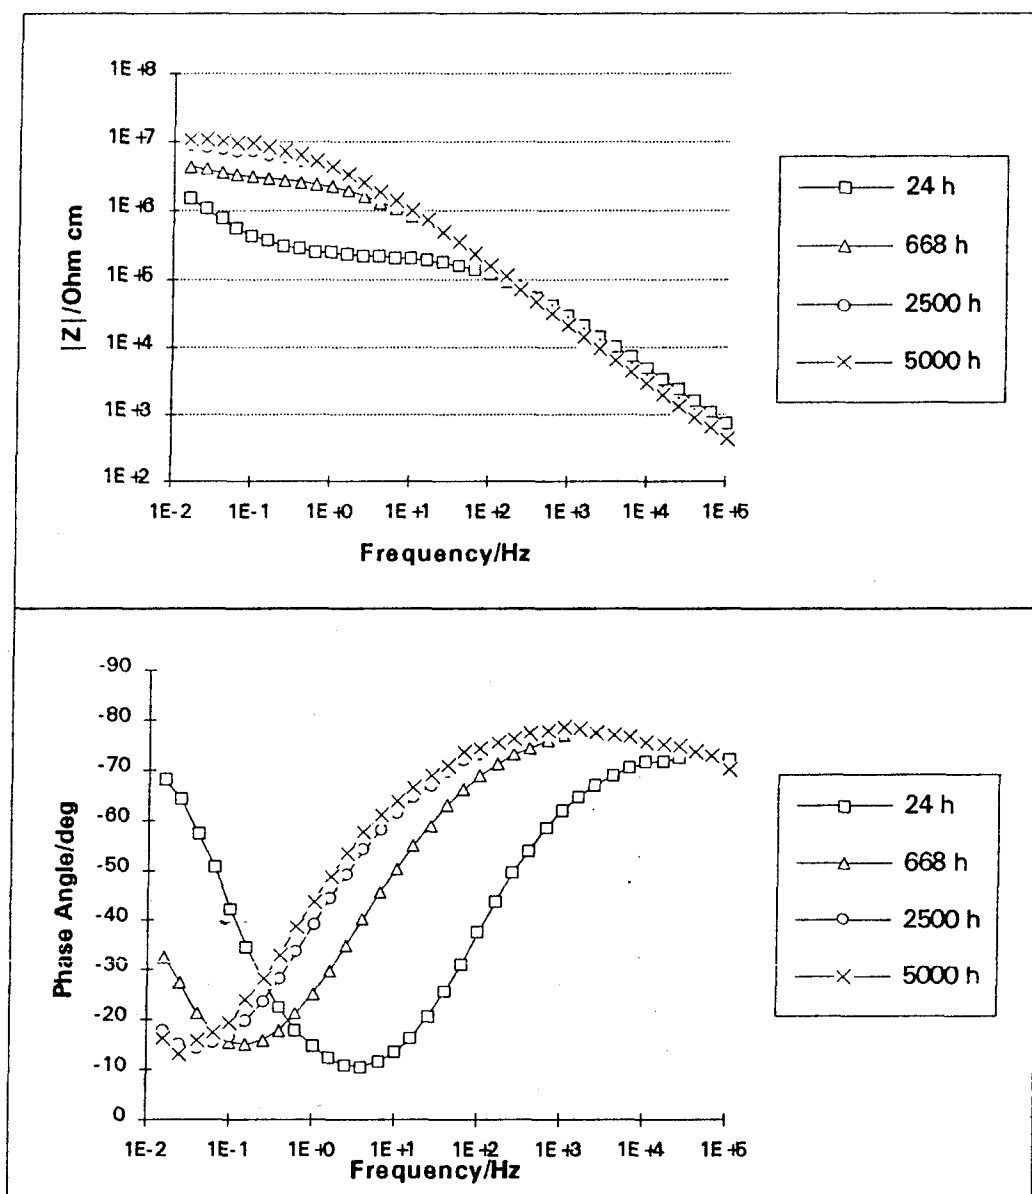 1E+8
1E+7
1E+6
1E+5
1E+4
1E+3
1E+2
|Z|/Ohm cm
1E-2 1E-1 1E+0 1E+1 1E+2 1E+3 1E+4 1E+5
Frequency/Hz
24 h
668 h
2500 h
5000 h
-90
-80
-70
-60
-50
-40
-30
-20
-10
0
Phase Angle/deg
1E-2 1E-1 1E+0 1E+1 1E+2 1E+3 1E+4 1E+5
Frequency/Hz
24 h
668 h
2500 h
5000 h